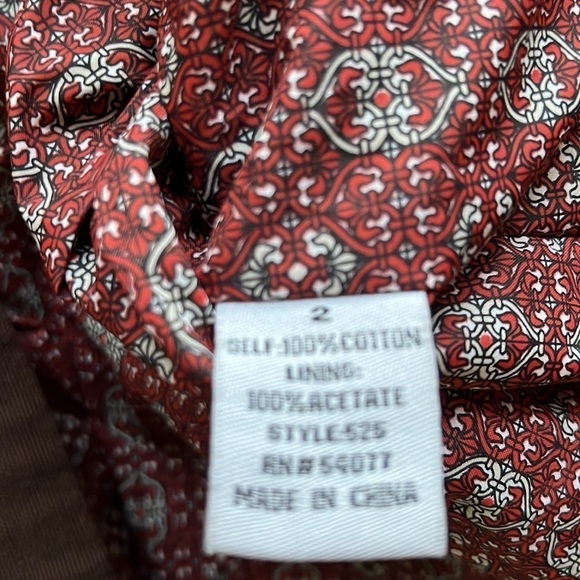 2
SELF:100%COTTON
LINING:
100%ACETATE
STYLE:525
RN#54077
MADE IN CHINA